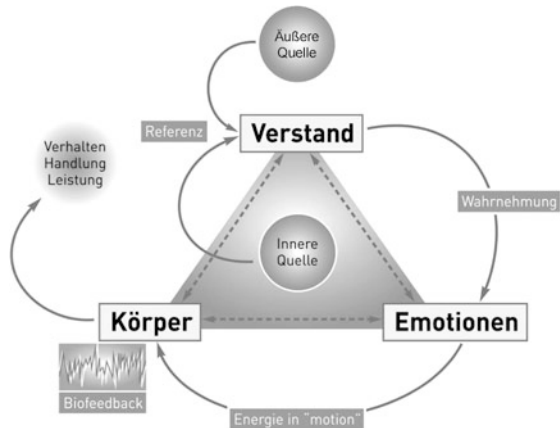 Äußere
Quelle
Referenz
Verstand
Verhalten
Handlung
Leistung
Wahrnehmung
Innere
Quelle
Körper
Emotionen
Biofeedback
Energie in "motion"